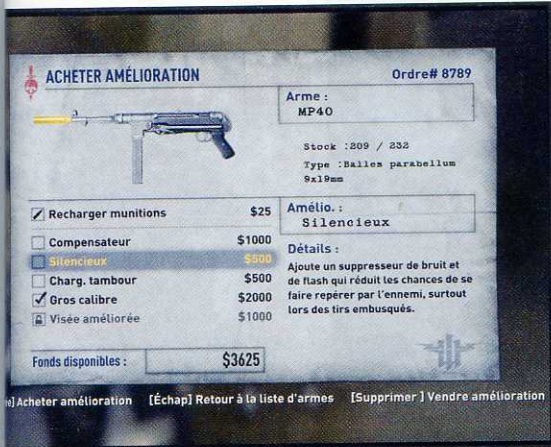 ACHETER AMÉLIORATION
Ordre# 8789
Arme :
MP40
Stock :209 / 232
Type :Balles parabellum
9x19mm
Recharger munitions $25
Compensateur $1000
Silencieux $500
Charg. tambour $500
Gros calibre $2000
Visée améliorée $1000
Amélio. :
Silencieux
Détails :
Ajoute un suppresseur de bruit et
de flash qui réduit les chances de se
faire repérer par l'ennemi, surtout
lors des tirs embusqués.
Fonds disponibles : $3625
Acheter amélioration [Échap] Retour à la liste d'armes [Supprimer ] Vendre amélioration